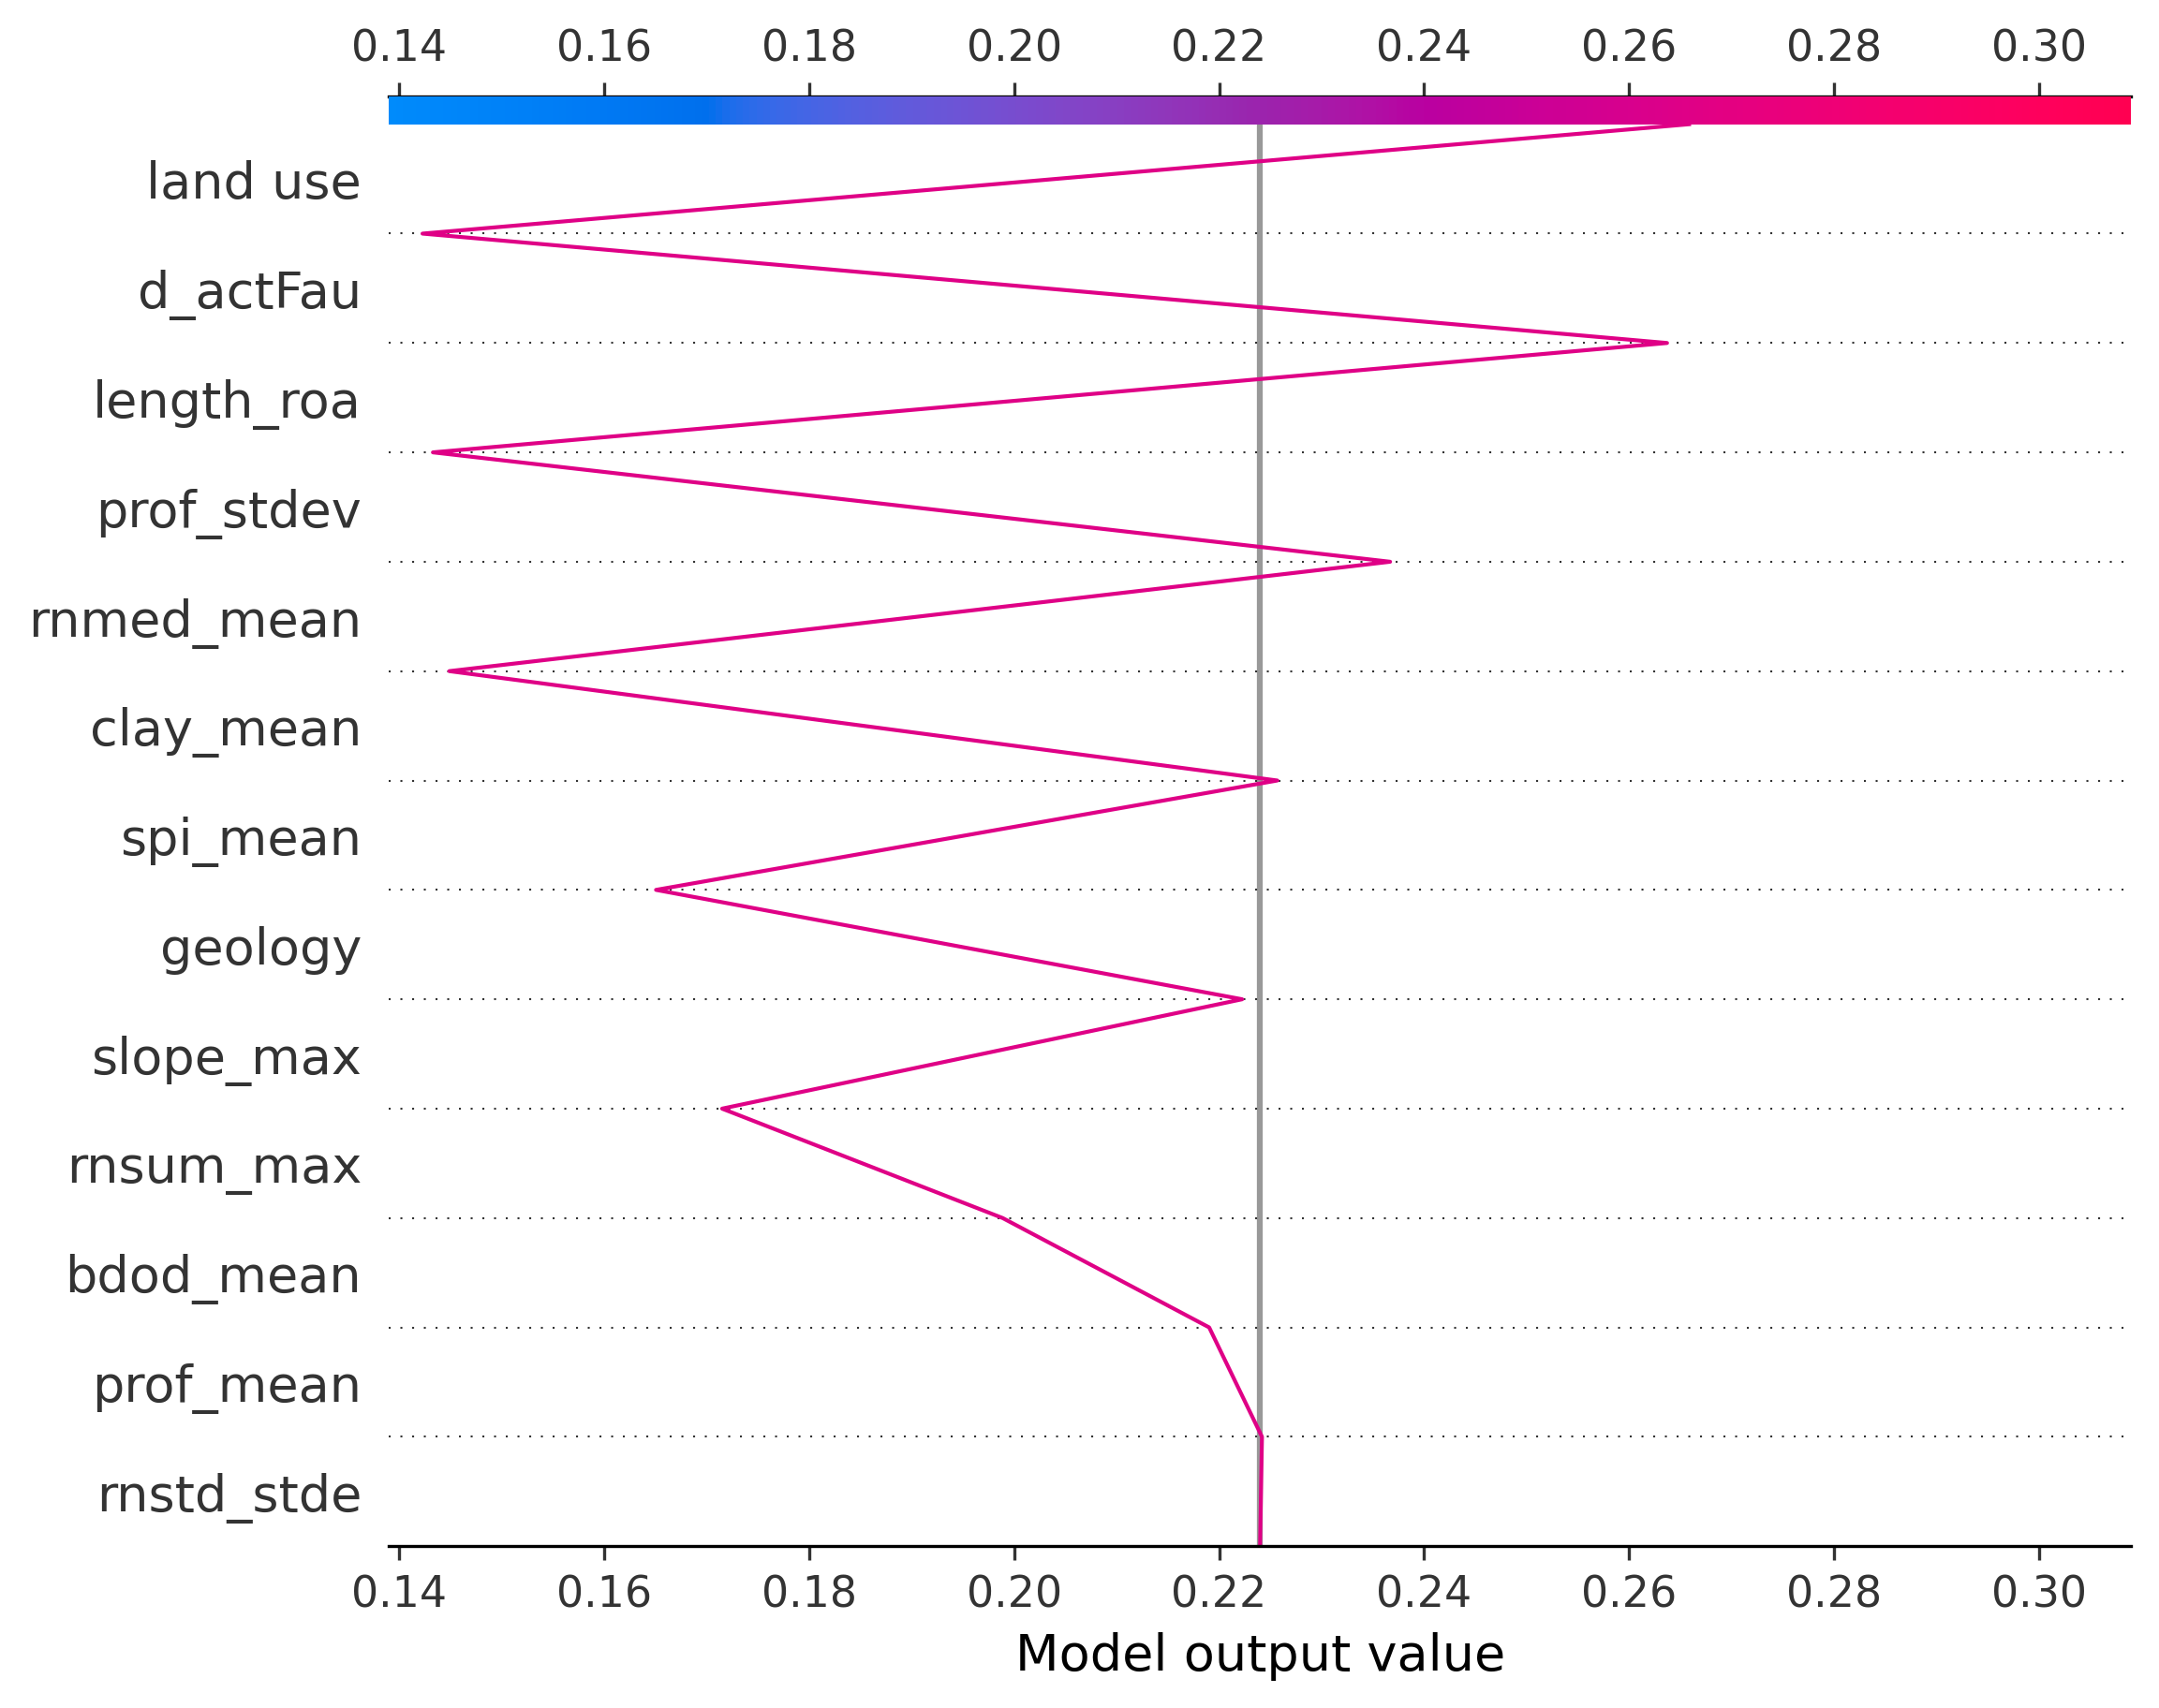 0.14 0.16 0.18 0.20 0.22 0.24 0.26 0.28 0.30
land use
d_actFau
length_roa
prof_stdev
rnmed_mean
clay_mean
spi_mean
geology
slope_max
rnsum_max
bdod_mean
prof_mean
rnstd_stde
0.14 0.16 0.18 0.20 0.22 0.24 0.26 0.28 0.30
Model output value